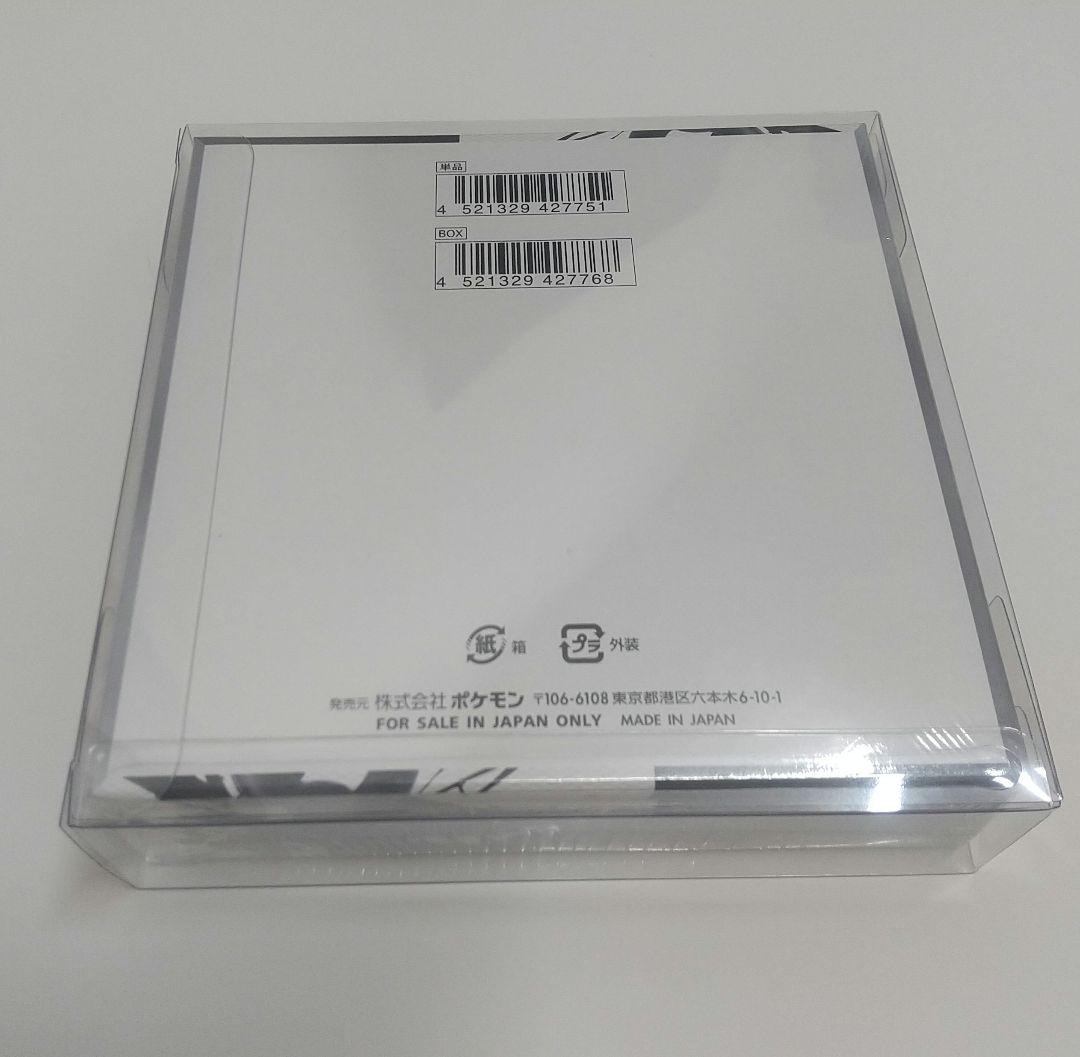 単品
4 521329 427751
BOX
4 521329 427768
紙 箱 プラ 外装
発売元 株式会社 ポケモン 〒106-6108 東京都港区六本木6-10-1
FOR SALE IN JAPAN ONLY MADE IN JAPAN